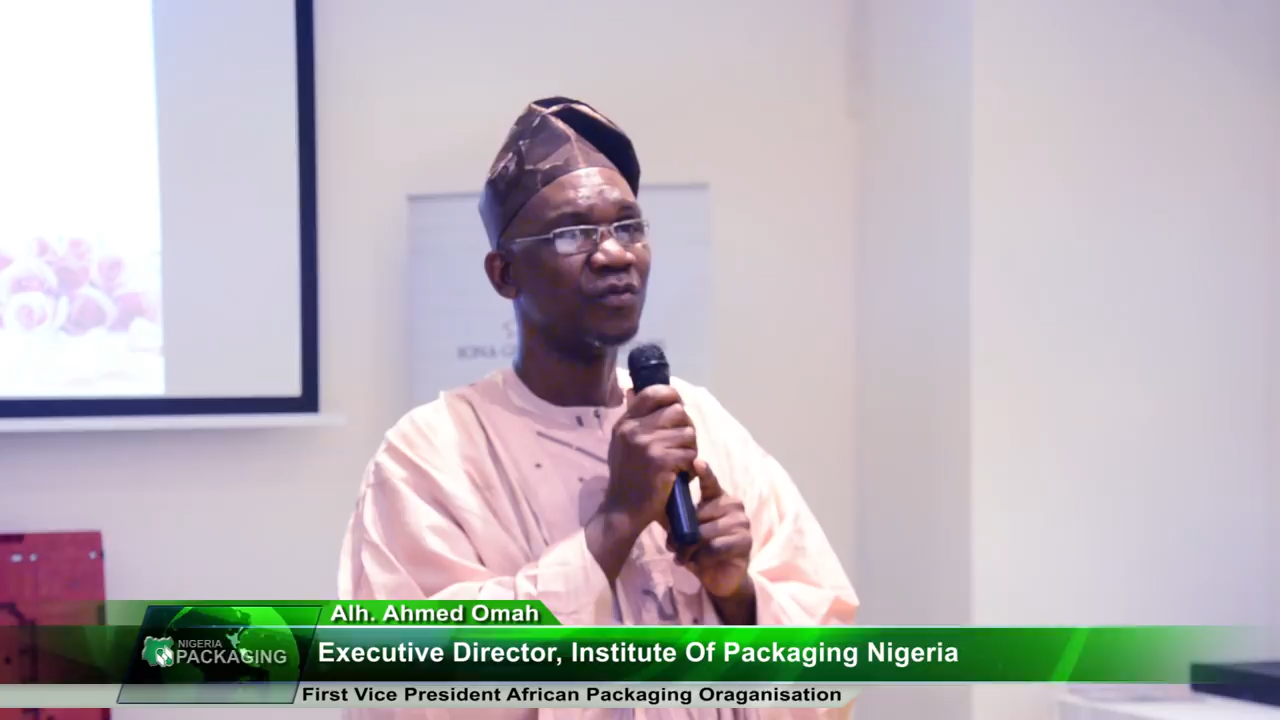 Alh. Ahmed Omah
NIGERIA
PACKAGING
Executive Director, Institute Of Packaging Nigeria
First Vice President African Packaging Oraganisation